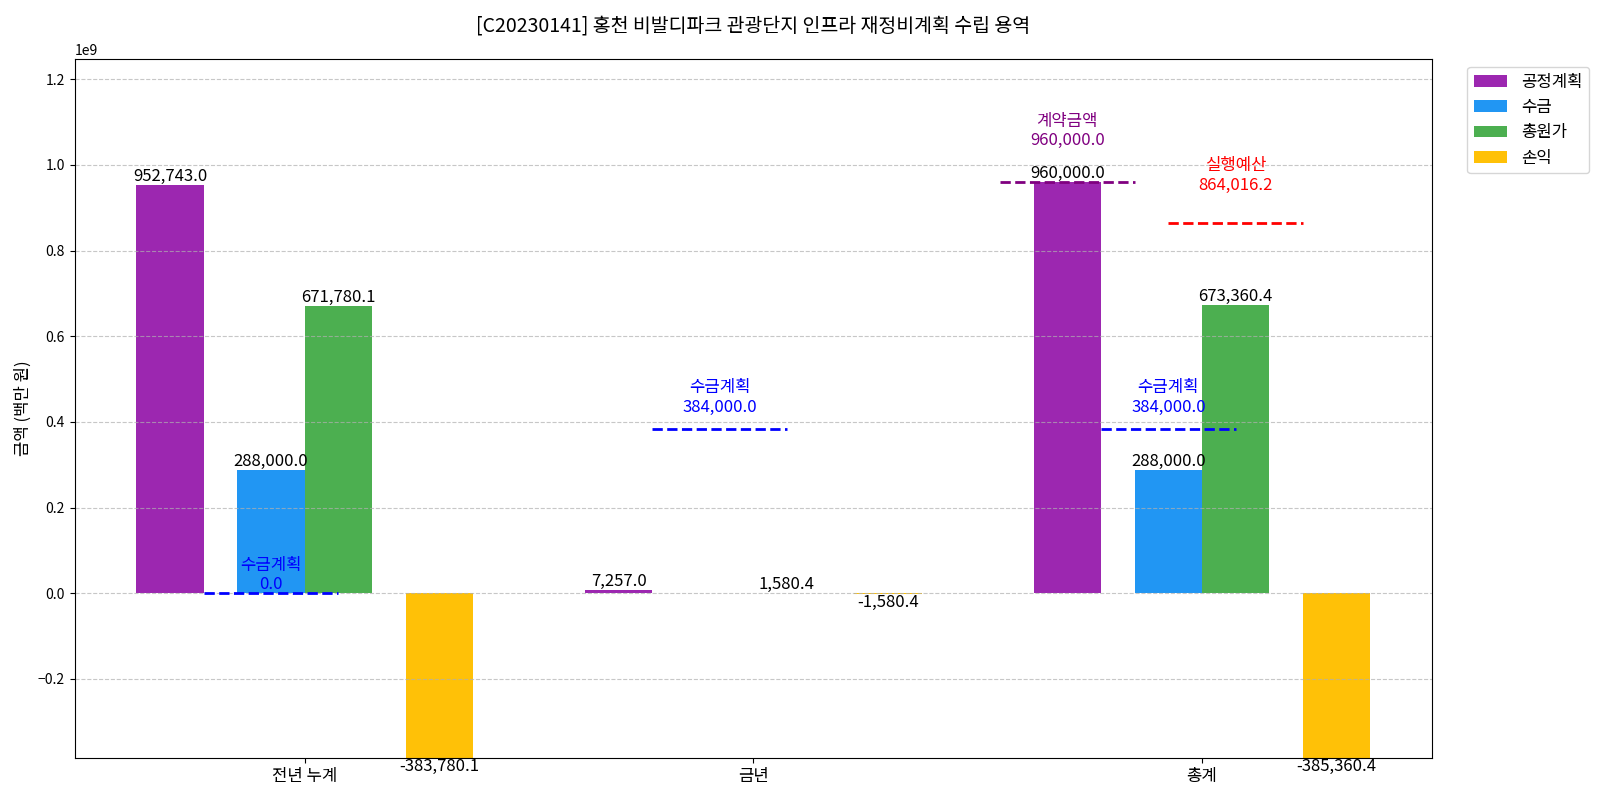 [C20230141] 홍천 비발디파크 관광단지 인프라 재정비계획 수립 용역
1e9
1.2
1.0
0.8
0.6
0.4
0.2
0.0
−0.2
금액 (백만 원)
952,743.0
288,000.0
671,780.1
수금계획
0.0
-383,780.1
전년 누계
7,257.0
수금계획
384,000.0
1,580.4
-1,580.4
금년
계약금액
960,000.0
960,000.0
실행예산
864,016.2
673,360.4
수금계획
384,000.0
288,000.0
-385,360.4
총계
공정계획
수금
총원가
손익